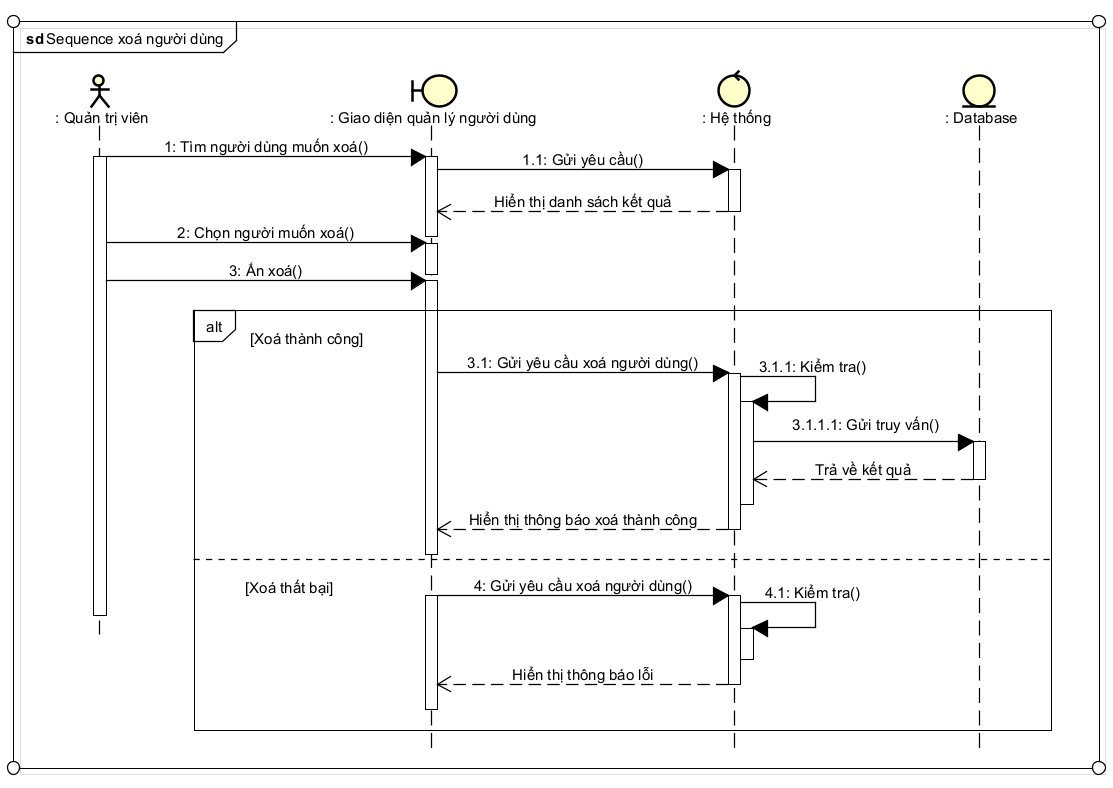 sd Sequence xoá người dùng
: Quản trị viên
: Giao diện quản lý người dùng
: Hệ thống
: Database
1: Tìm người dùng muốn xoá()
1.1: Gửi yêu cầu()
Hiển thị danh sách kết quả
2: Chọn người muốn xoá()
3: Ấn xoá()
alt
[Xoá thành công]
3.1: Gửi yêu cầu xoá người dùng()
3.1.1: Kiểm tra()
3.1.1.1: Gửi truy vấn()
Trả về kết quả
Hiển thị thông báo xoá thành công
[Xoá thất bại]
4: Gửi yêu cầu xoá người dùng()
4.1: Kiểm tra()
Hiển thị thông báo lỗi